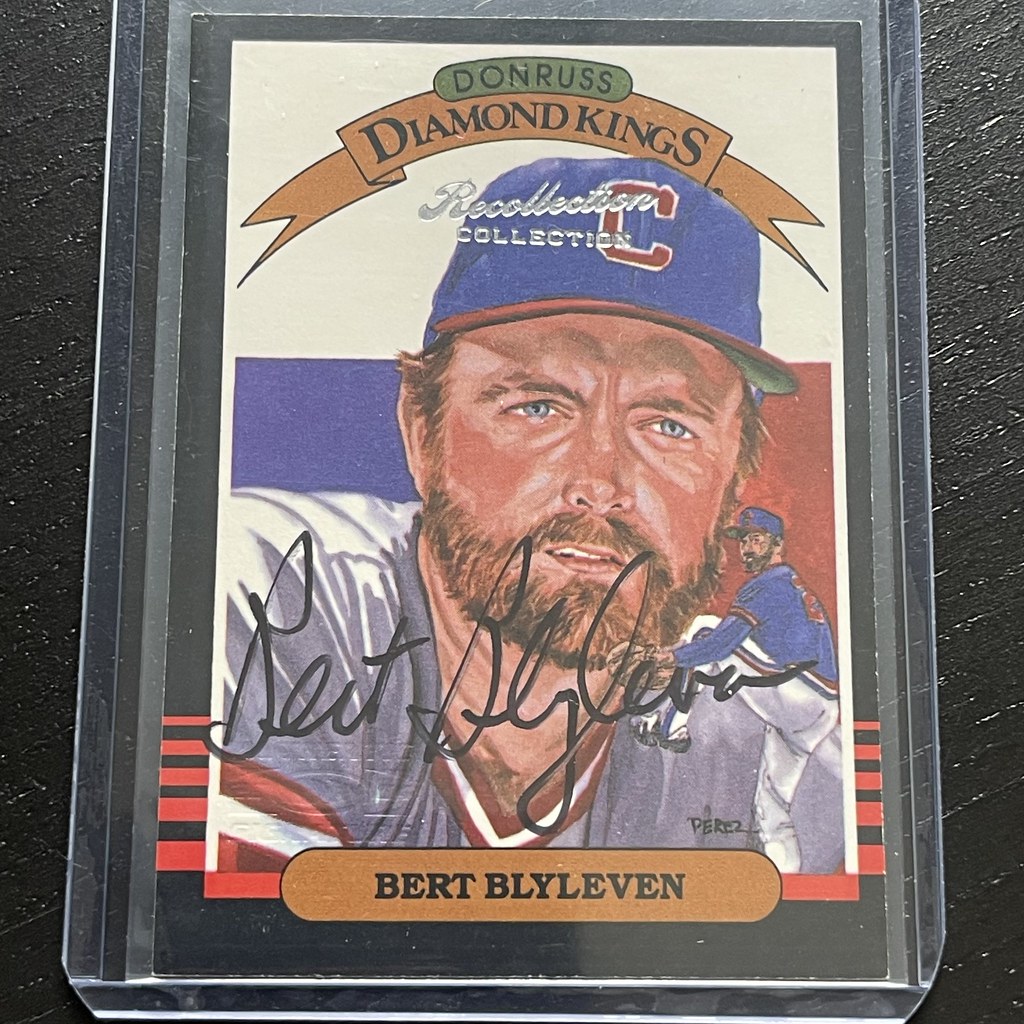 DONRUSS
DIAMOND KINGS
Recollection
COLLECTION
C
Bert Blyleven
PEREZ
BERT BLYLEVEN